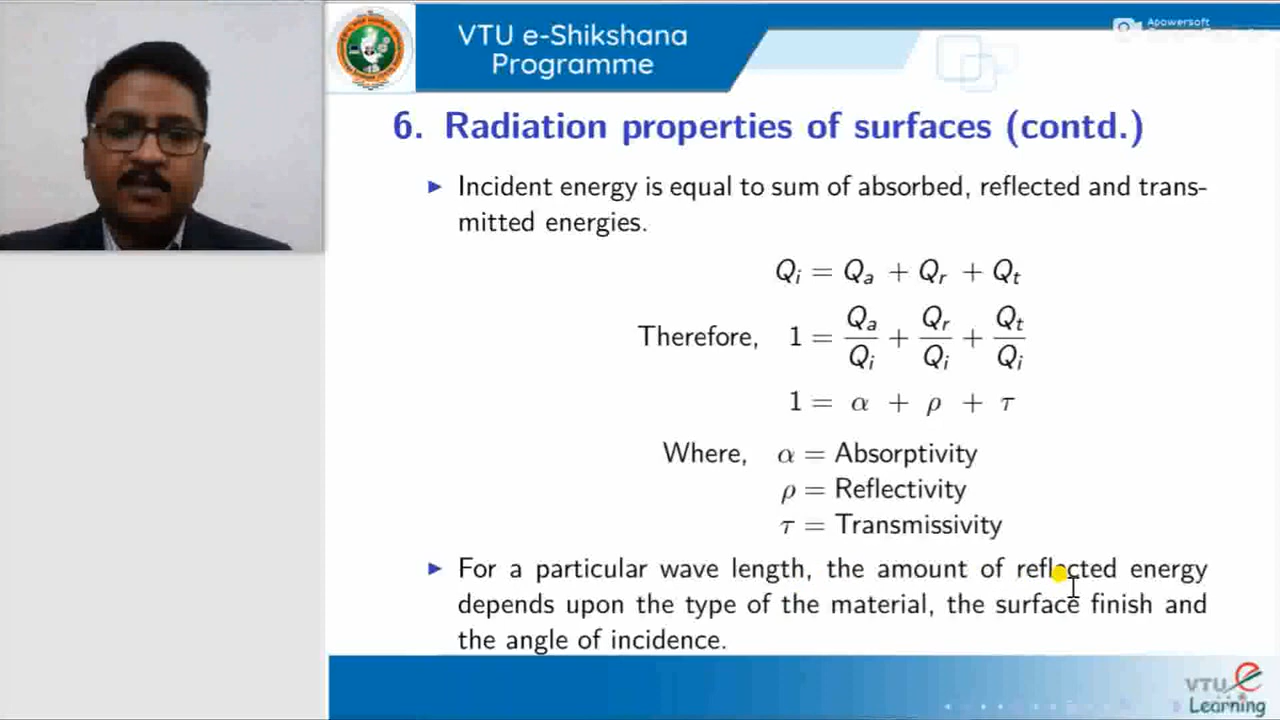 VTU e-Shikshana
Programme
Apowersoft
6. Radiation properties of surfaces (contd.)
▶ Incident energy is equal to sum of absorbed, reflected and trans-
mitted energies.
Qᵢ = Qₐ + Qᵣ + Qₜ
Therefore, 1 = Qₐ/Qᵢ + Qᵣ/Qᵢ + Qₜ/Qᵢ
1 = α + ρ + τ
Where, α = Absorptivity
ρ = Reflectivity
τ = Transmissivity
▶ For a particular wave length, the amount of reflected energy
depends upon the type of the material, the surface finish and
the angle of incidence.
VTU e
Learning